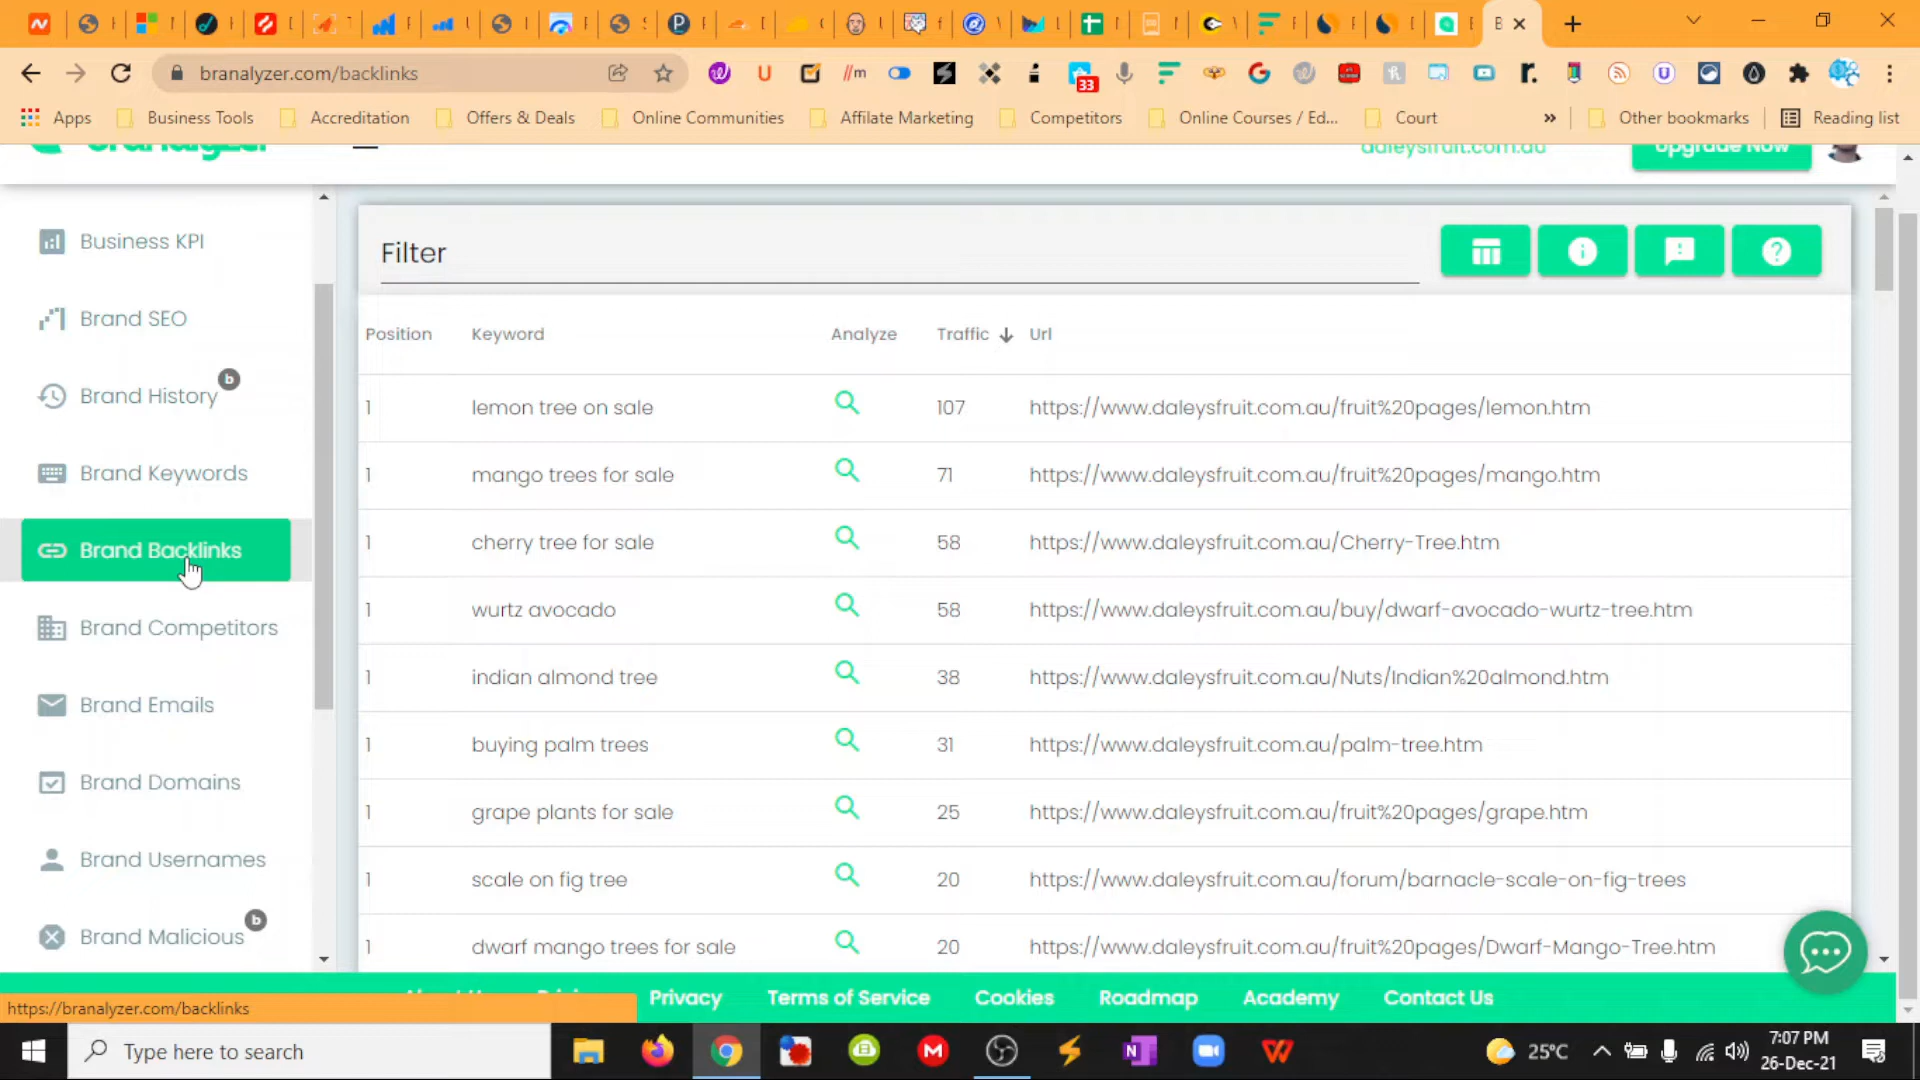 branalyzer.com/backlinks
33
Apps
Business Tools
Accreditation
Offers & Deals
Online Communities
Affilate Marketing
Competitors
Online Courses / Ed...
Court
»
Other bookmarks
Reading list
branalyzer
daleysfruit.com.au
Upgrade Now
Business KPI
Brand SEO
Brand History
b
Brand Keywords
Brand Backlinks
Brand Competitors
Brand Emails
Brand Domains
Brand Usernames
Brand Malicious
b
Filter
Position Keyword Analyze Traffic Url
1 lemon tree on sale 107 https://www.daleysfruit.com.au/fruit%20pages/lemon.htm
1 mango trees for sale 71 https://www.daleysfruit.com.au/fruit%20pages/mango.htm
1 cherry tree for sale 58 https://www.daleysfruit.com.au/Cherry-Tree.htm
1 wurtz avocado 58 https://www.daleysfruit.com.au/buy/dwarf-avocado-wurtz-tree.htm
1 indian almond tree 38 https://www.daleysfruit.com.au/Nuts/Indian%20almond.htm
1 buying palm trees 31 https://www.daleysfruit.com.au/palm-tree.htm
1 grape plants for sale 25 https://www.daleysfruit.com.au/fruit%20pages/grape.htm
1 scale on fig tree 20 https://www.daleysfruit.com.au/forum/barnacle-scale-on-fig-trees
1 dwarf mango trees for sale 20 https://www.daleysfruit.com.au/fruit%20pages/Dwarf-Mango-Tree.htm
Privacy Terms of Service Cookies Roadmap Academy Contact Us
https://branalyzer.com/backlinks
Type here to search
25°C
7:07 PM
26-Dec-21